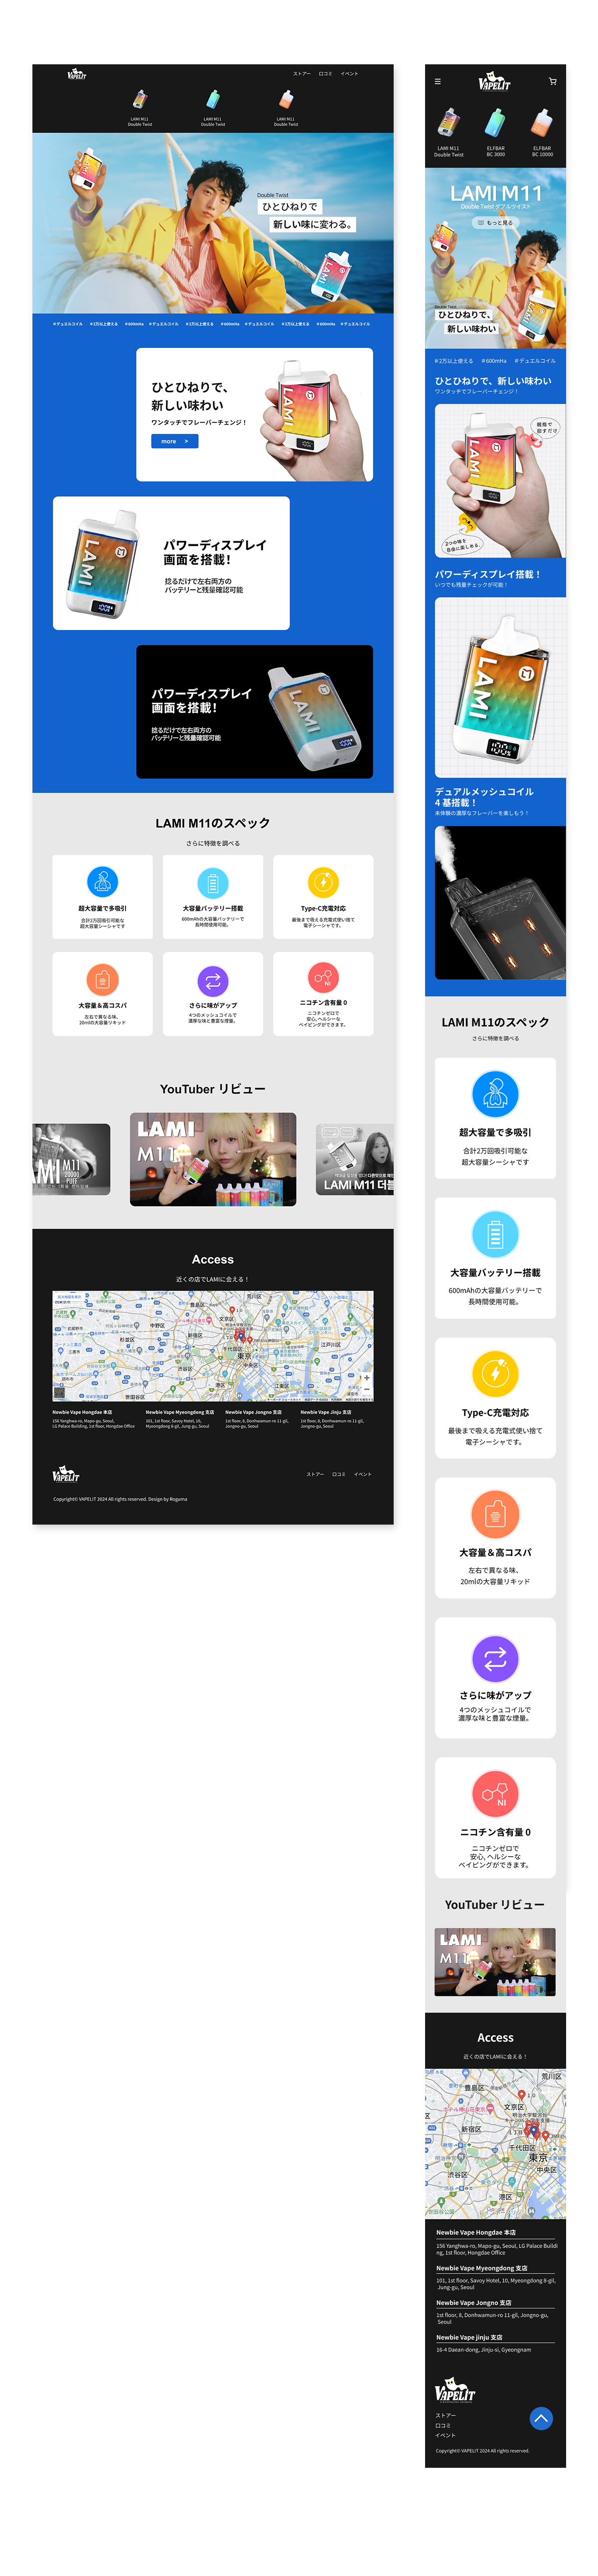 VAPELIT
ストアー 口コミ イベント
LAMI M11
Double Twist
LAMI M11
Double Twist
LAMI M11
Double Twist
Double Twist
ひとひねりで
新しい味に変わる。
#デュエルコイル #2万以上使える #600mHa #デュエルコイル #2万以上使える #600mHa #デュエルコイル #2万以上使える #600mHa #デュエルコイル
ひとひねりで、
新しい味わい
ワンタッチでフレーバーチェンジ！
more >
LAMI
LAMI
パワーディスプレイ
画面を搭載！
捻るだけで左右両方の
バッテリーと残量確認可能
パワーディスプレイ
画面を搭載！
捻るだけで左右両方の
バッテリーと残量確認可能
LAMI M11のスペック
さらに特徴を調べる
超大容量で多吸引
合計2万回吸引可能な
超大容量シーシャです
大容量バッテリー搭載
600mAhの大容量バッテリーで
長時間使用可能。
Type-C充電対応
最後まで吸える充電式使い捨て
電子シーシャです。
大容量＆高コスパ
左右で異なる味、
20mlの大容量リキッド
さらに味がアップ
4つのメッシュコイルで
濃厚な味と豊富な煙量。
NI
ニコチン含有量 0
ニコチンゼロで
安心, ヘルシーな
ベイピングができます。
YouTuber リビュー
LAMI
M11
LAMI M11 더블
Access
近くの店でLAMIに会える！
Newbie Vape Hongdae 本店
156 Yanghwa-ro, Mapo-gu, Seoul,
LG Palace Building, 1st floor, Hongdae Office
Newbie Vape Myeongdong 支店
101, 1st floor, Savoy Hotel, 10,
Myeongdong 8-gil, Jung-gu, Seoul
Newbie Vape Jongno 支店
1st floor, 8, Donhwamun-ro 11-gil,
Jongno-gu, Seoul
Newbie Vape Jinju 支店
1st floor, 8, Donhwamun-ro 11-gil,
Jongno-gu, Seoul
VAPELIT
ストアー 口コミ イベント
Copyright© VAPELIT 2024 All rights reserved. Design by Roguma
VAPELIT
LAMI M11
Double Twist
ELFBAR
BC 3000
ELFBAR
BC 10000
LAMI M11
Double Twist ダブルツイスト
もっと見る
Double Twist
ひとひねりで、
新しい味わい
#2万以上使える #600mHa #デュエルコイル
ひとひねりで、新しい味わい
ワンタッチでフレーバーチェンジ！
親指で
回すだけ
LAMI
2つの味を
自由に楽しめる。
パワーディスプレイ搭載！
いつでも残量チェックが可能！
LAMI
100%
デュアルメッシュコイル
4 基搭載！
未体験の濃厚なフレーバーを楽しもう！
LAMI M11のスペック
さらに特徴を調べる
超大容量で多吸引
合計2万回吸引可能な
超大容量シーシャです
大容量バッテリー搭載
600mAhの大容量バッテリーで
長時間使用可能。
Type-C充電対応
最後まで吸える充電式使い捨て
電子シーシャです。
大容量＆高コスパ
左右で異なる味、
20mlの大容量リキッド
さらに味がアップ
4つのメッシュコイルで
濃厚な味と豊富な煙量。
NI
ニコチン含有量 0
ニコチンゼロで
安心, ヘルシーな
ベイピングができます。
YouTuber リビュー
LAMI
M11
Access
近くの店でLAMIに会える！
荒川区
豊島区
文京区
新宿区
千代田区
東京
中央区
渋谷区
港区
Newbie Vape Hongdae 本店
156 Yanghwa-ro, Mapo-gu, Seoul, LG Palace Buildi
ng, 1st floor, Hongdae Office
Newbie Vape Myeongdong 支店
101, 1st floor, Savoy Hotel, 10, Myeongdong 8-gil,
Jung-gu, Seoul
Newbie Vape Jongno 支店
1st floor, 8, Donhwamun-ro 11-gil, Jongno-gu,
Seoul
Newbie Vape jinju 支店
16-4 Daean-dong, Jinju-si, Gyeongnam
VAPELIT
ストアー
口コミ
イベント
Copyright© VAPELIT 2024 All rights reserved.